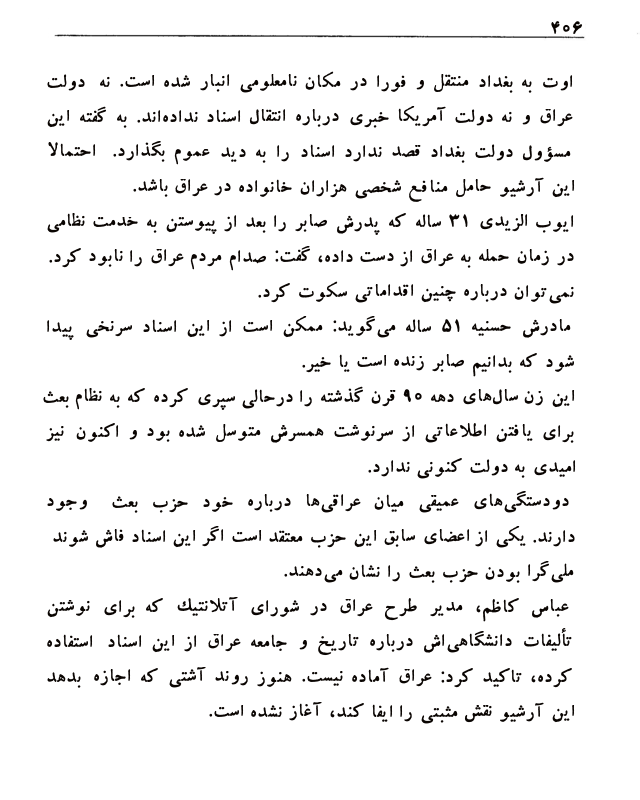 ۴۰۶
اوت به بغداد منتقل و فورا در مکان نامعلومی انبار شده است. نه دولت
عراق و نه دولت آمریکا خبری درباره انتقال اسناد نداده‌اند. به گفته این
مسؤول دولت بغداد قصد ندارد اسناد را به دید عموم بگذارد. احتمالا
این آرشیو حامل منافع شخصی هزاران خانواده در عراق باشد.
ایوب الزیدی ۳۱ ساله که پدرش صابر را بعد از پیوستن به خدمت نظامی
در زمان حمله به عراق از دست داده، گفت: صدام مردم عراق را نابود کرد.
نمی‌توان درباره چنین اقداماتی سکوت کرد.
مادرش حسنیه ۵۱ ساله می‌گوید: ممکن است از این اسناد سرنخی پیدا
شود که بدانیم صابر زنده است یا خیر.
این زن سال‌های دهه ۹۰ قرن گذشته را درحالی سپری کرده که به نظام بعث
برای یافتن اطلاعاتی از سرنوشت همسرش متوسل شده بود و اکنون نیز
امیدی به دولت کنونی ندارد.
دودستگی‌های عمیقی میان عراقی‌ها درباره خود حزب بعث وجود
دارند. یکی از اعضای سابق این حزب معتقد است اگر این اسناد فاش شوند
ملی‌گرا بودن حزب بعث را نشان می‌دهند.
عباس کاظم، مدیر طرح عراق در شورای آتلانتیك که برای نوشتن
تألیفات دانشگاهی‌اش درباره تاریخ و جامعه عراق از این اسناد استفاده
کرده، تاکید کرد: عراق آماده نیست. هنوز روند آشتی که اجازه بدهد
این آرشیو نقش مثبتی را ایفا کند، آغاز نشده است.